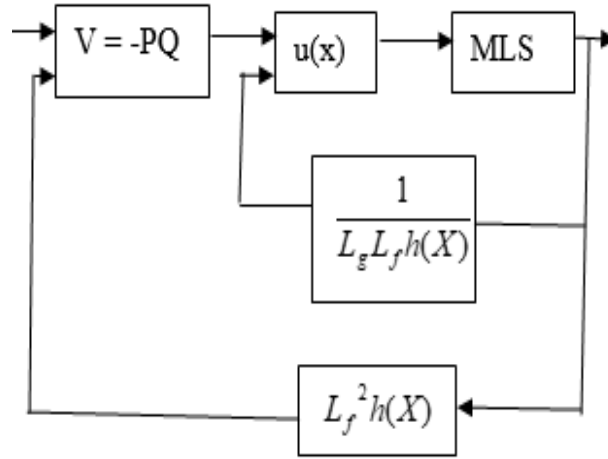 V = -PQ
u(x)
MLS
1
L_g L_f h(X)
L_f^2 h(X)